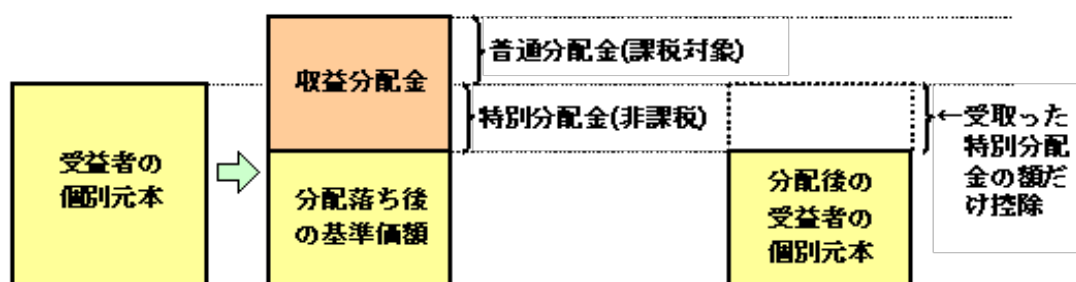 受益者の
個別元本
収益分配金
分配落ち後
の基準価額
普通分配金(課税対象)
特別分配金(非課税)
分配後の
受益者の
個別元本
←受取った
特別分配
金の額だ
け控除